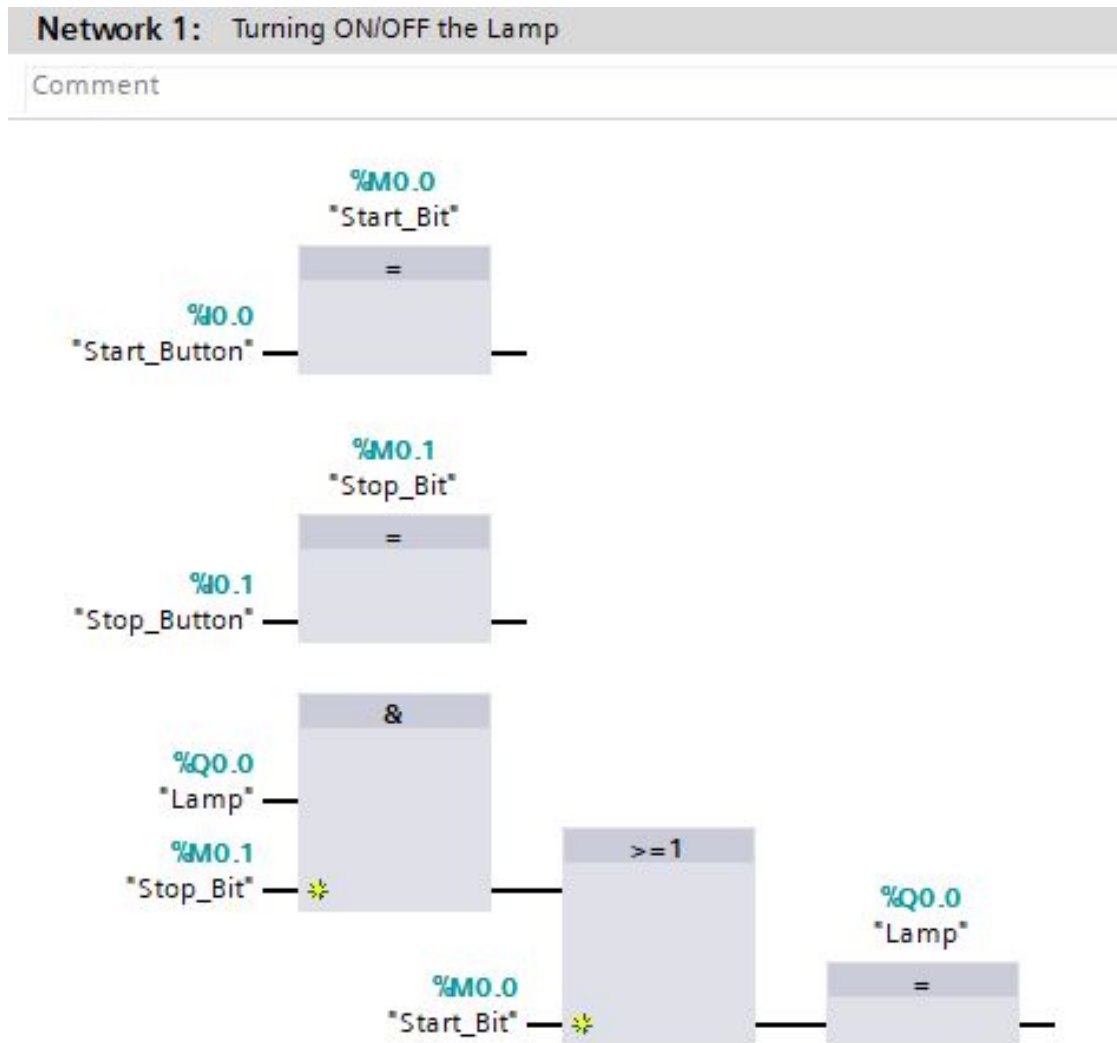 Network 1: Turning ON/OFF the Lamp
Comment
%M0.0
"Start_Bit"
=
%I0.0
"Start_Button"
%M0.1
"Stop_Bit"
=
%I0.1
"Stop_Button"
&
%Q0.0
"Lamp"
%M0.1
"Stop_Bit"
>=1
%Q0.0
"Lamp"
=
%M0.0
"Start_Bit"